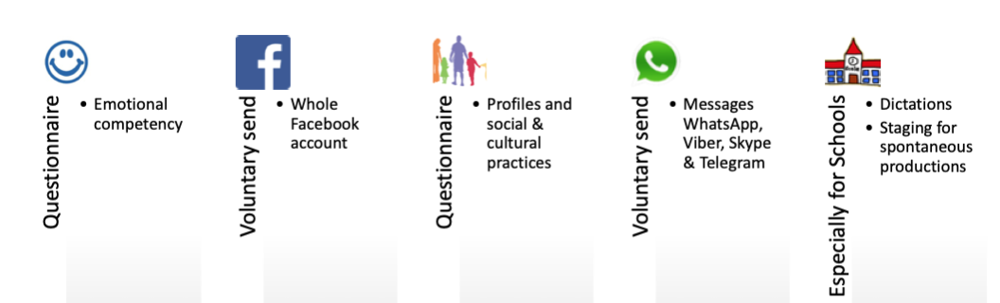 Questionnaire
• Emotional
competency
Voluntary send
• Whole
Facebook
account
Questionnaire
• Profiles and
social &
cultural
practices
Voluntary send
• Messages
WhatsApp,
Viber, Skype
& Telegram
Especially for Schools
• Dictations
• Staging for
spontaneous
productions